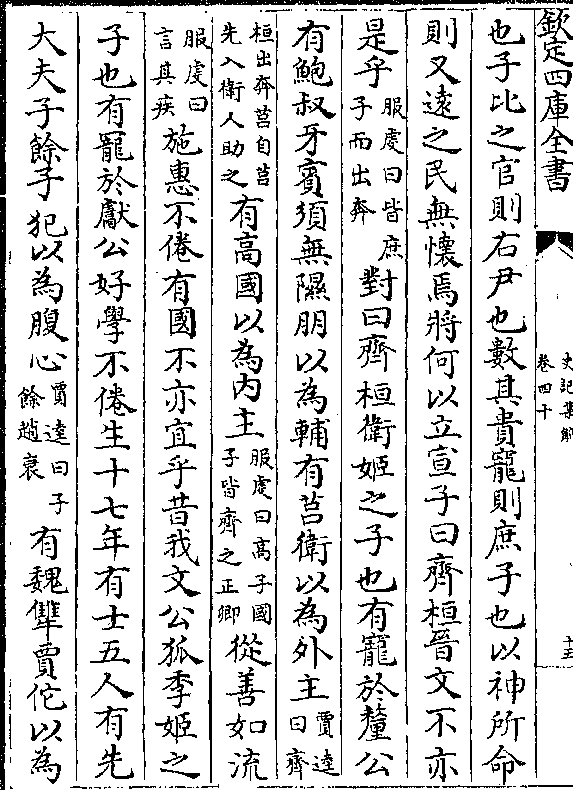 欽定四庫全書
史記集解
卷四十
十三
也子比之官則右尹也數其貴寵則庶子也以神所命
則又遠之民無懷焉將何以立宣子曰齊桓晉文不亦
是乎服虔曰皆庶子而出奔對曰齊桓衛姬之子也有寵於釐公
有鮑叔牙賓須無隰朋以為輔有莒衛以為外主賈逵曰齊
桓出奔莒自莒先入衛人助之有高國以為内主服虔曰高子國子皆齊之正卿從善如流
服虔曰言其疾施惠不倦有國不亦宜乎昔我文公狐季姬之
子也有寵於獻公好學不倦生十七年有士五人有先
大夫子餘子犯以為腹心賈逵曰子餘趙衰有魏犨賈佗以為